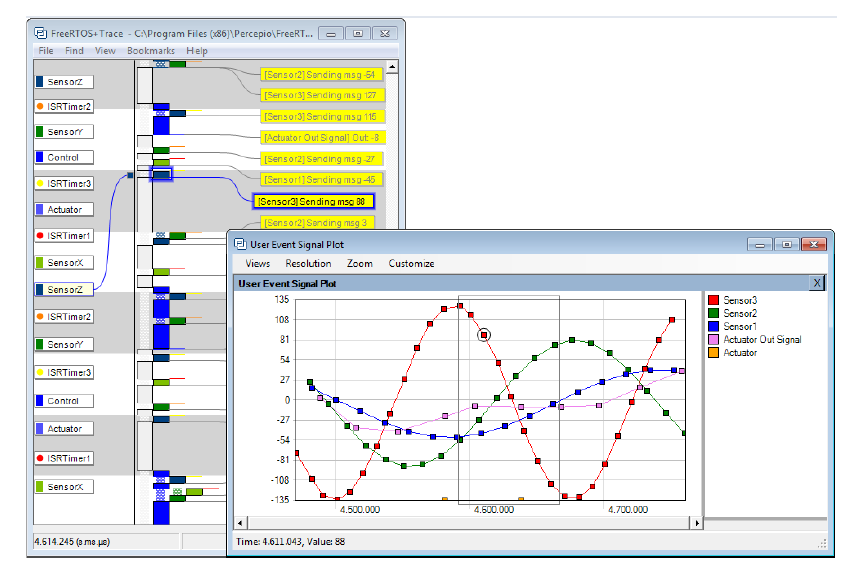 FreeRTOS+Trace - C:\Program Files (x86)\Percepio\FreeRT...
File Find View Bookmarks Help
SensorZ
ISRTimer2
SensorY
Control
ISRTimer3
Actuator
ISRTimer1
SensorX
SensorZ
ISRTimer2
SensorY
ISRTimer3
Control
Actuator
ISRTimer1
SensorX
[Sensor2] Sending msg -64
[Sensor3] Sending msg 127
[Sensor3] Sending msg 115
[Actuator Out Signal] Out: -8
[Sensor2] Sending msg -27
[Sensor1] Sending msg -45
[Sensor3] Sending msg 88
[Sensor2] Sending msg 3
4.614.245 (s.ms.µs)
User Event Signal Plot
Views Resolution Zoom Customize
User Event Signal Plot X
135
108
81
54
27
0
-27
-54
-81
-108
-135
4.500.000 4.600.000 4.700.000
Sensor3
Sensor2
Sensor1
Actuator Out Signal
Actuator
Time: 4.611.043, Value: 88